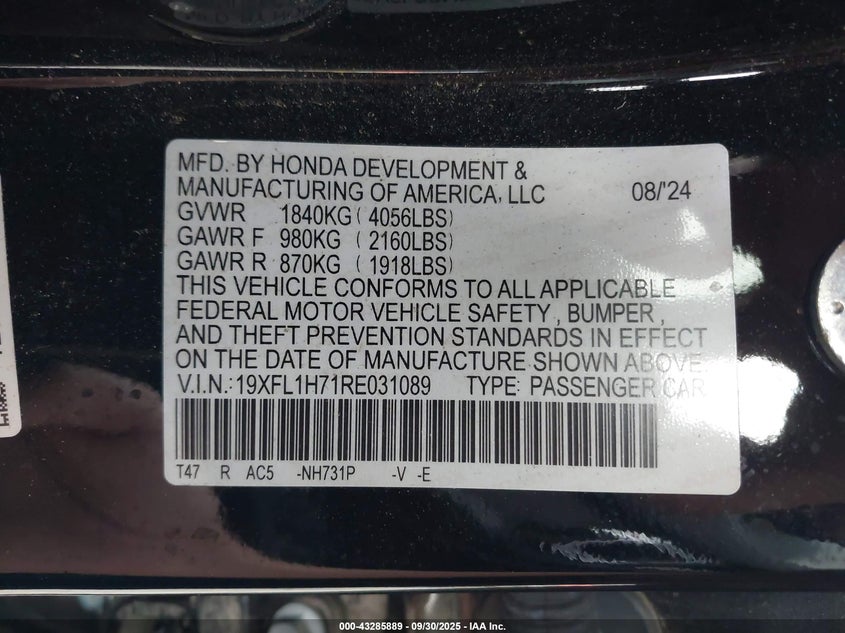 MFD. BY HONDA DEVELOPMENT &
MANUFACTURING OF AMERICA, LLC 08/'24
GVWR 1840KG ( 4056LBS)
GAWR F 980KG ( 2160LBS)
GAWR R 870KG ( 1918LBS)
THIS VEHICLE CONFORMS TO ALL APPLICABLE
FEDERAL MOTOR VEHICLE SAFETY , BUMPER ,
AND THEFT PREVENTION STANDARDS IN EFFECT
ON THE DATE OF MANUFACTURE SHOWN ABOVE.
V.I.N.: 19XFL1H71RE031089 TYPE: PASSENGER CAR
T47 R AC5 -NH731P -V -E
000-43285889 - 09/30/2025 - IAA Inc.